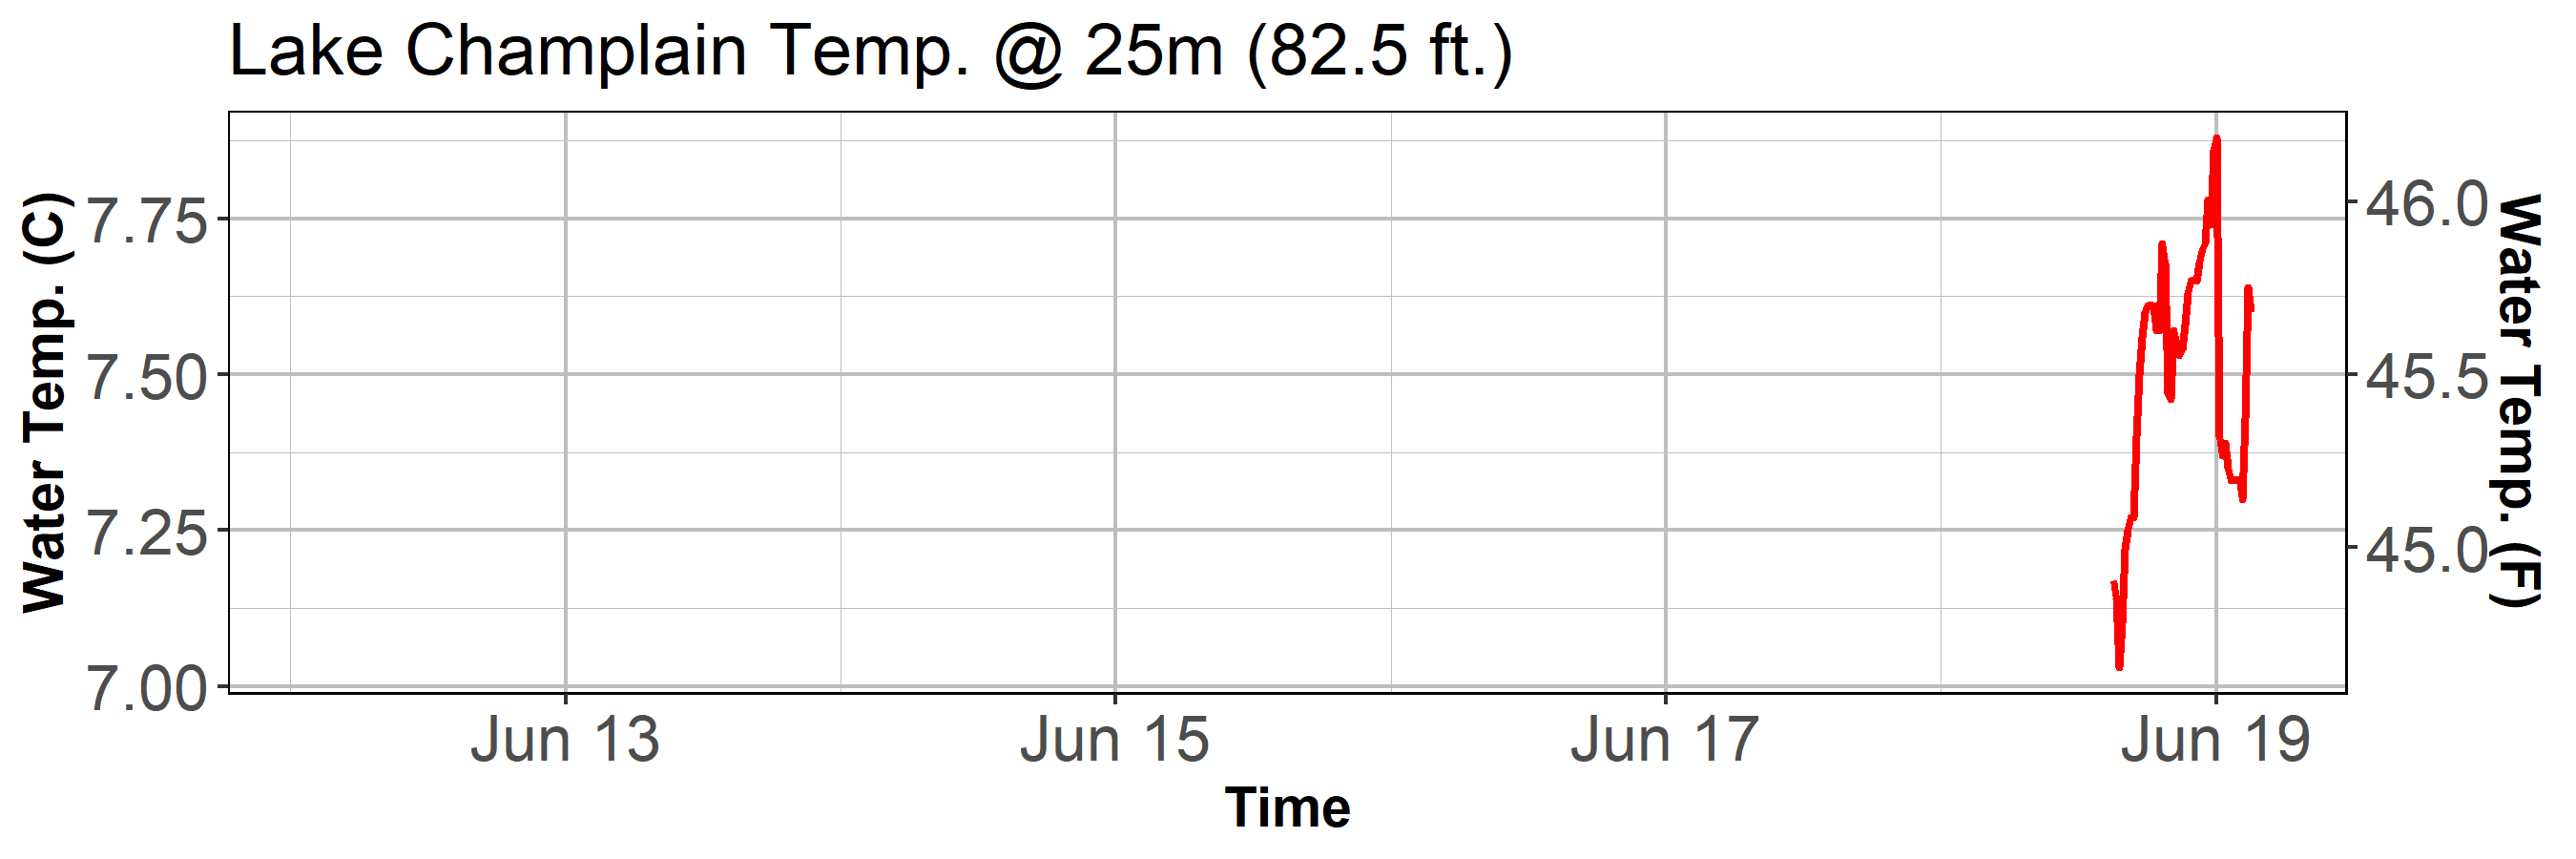 Lake Champlain Temp. @ 25m (82.5 ft.)
Water Temp. (C)
7.75
7.50
7.25
7.00
46.0
45.5
45.0
Water Temp. (F)
Jun 13 Jun 15 Jun 17 Jun 19
Time